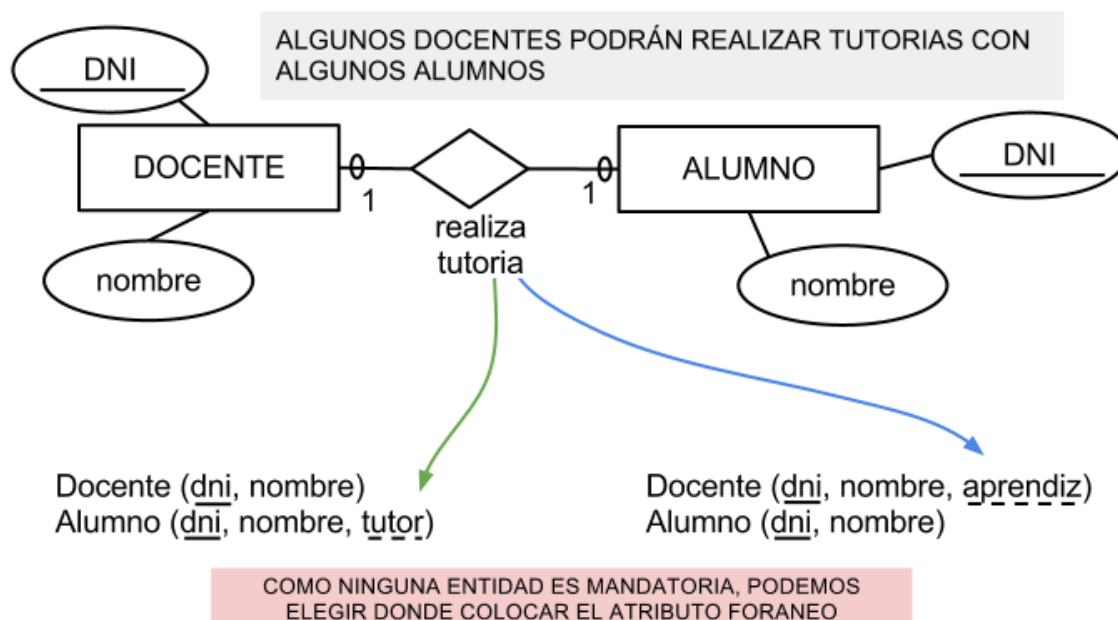 ALGUNOS DOCENTES PODRÁN REALIZAR TUTORIAS CON
ALGUNOS ALUMNOS
DNI
DOCENTE
1
nombre
realiza
tutoria
1
ALUMNO
DNI
nombre
Docente (dni, nombre)
Alumno (dni, nombre, tutor)
Docente (dni, nombre, aprendiz)
Alumno (dni, nombre)
COMO NINGUNA ENTIDAD ES MANDATORIA, PODEMOS
ELEGIR DONDE COLOCAR EL ATRIBUTO FORANEO